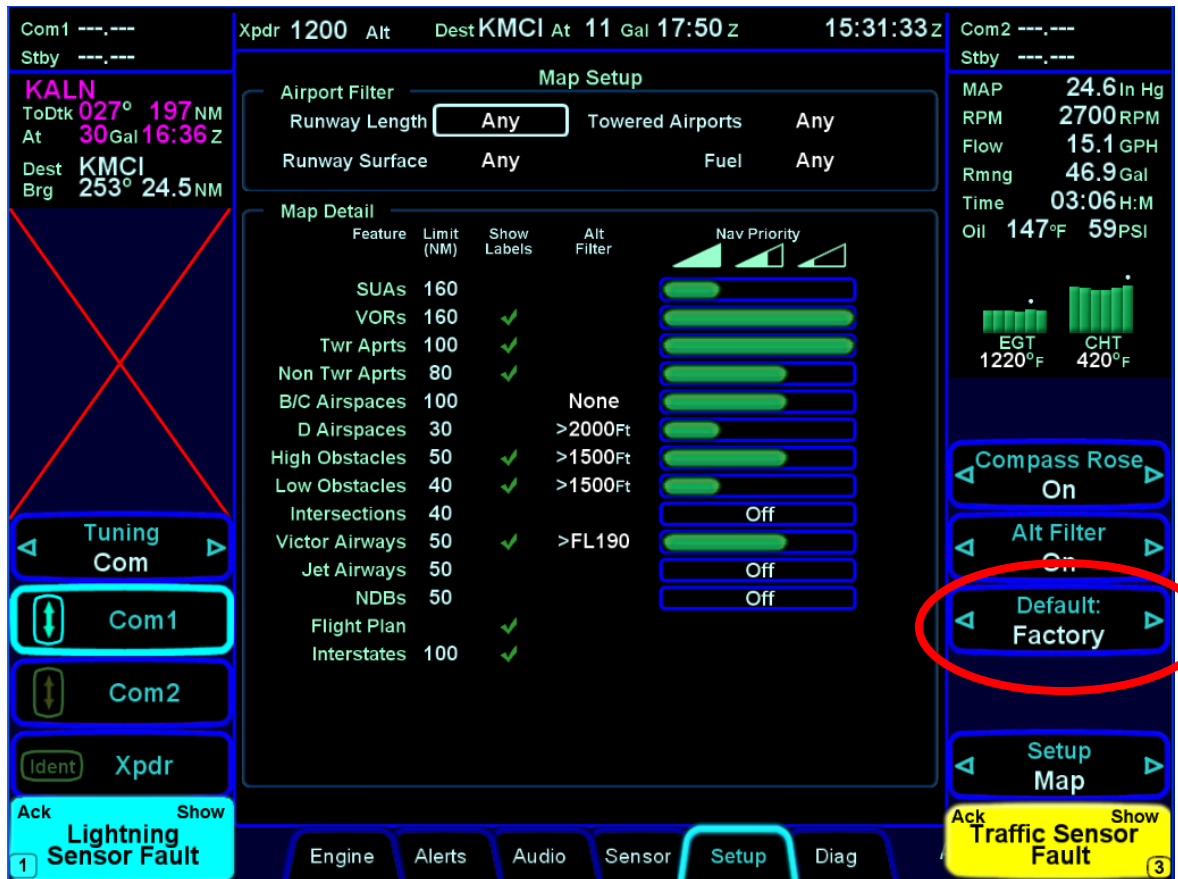 Com1 ---.---
Stby ---.---
Xpdr 1200 Alt Dest KMCI At 11 Gal 17:50 Z 15:31:33 Z
Com2 ---.---
Stby ---.---
KALN
ToDtk 027° 197 NM
At 30 Gal 16:36 Z
Dest KMCI
Brg 253° 24.5 NM
Tuning
Com
Com1
Com2
Ident Xpdr
Ack Show
Lightning
Sensor Fault
1
Map Setup
Airport Filter
Runway Length Any Towered Airports Any
Runway Surface Any Fuel Any
Map Detail
Feature Limit (NM) Show Labels Alt Filter Nav Priority
SUAs 160
VORs 160
Twr Aprts 100
Non Twr Aprts 80
B/C Airspaces 100 None
D Airspaces 30 >2000Ft
High Obstacles 50 >1500Ft
Low Obstacles 40 >1500Ft
Intersections 40 Off
Victor Airways 50 >FL190
Jet Airways 50 Off
NDBs 50 Off
Flight Plan
Interstates 100
Engine Alerts Audio Sensor Setup Diag
MAP 24.6 In Hg
RPM 2700 RPM
Flow 15.1 GPH
Rmng 46.9 Gal
Time 03:06 H:M
Oil 147°F 59 PSI
EGT CHT
1220°F 420°F
Compass Rose
On
Alt Filter
On
Default:
Factory
Setup
Map
Ack Show
Traffic Sensor
Fault
3